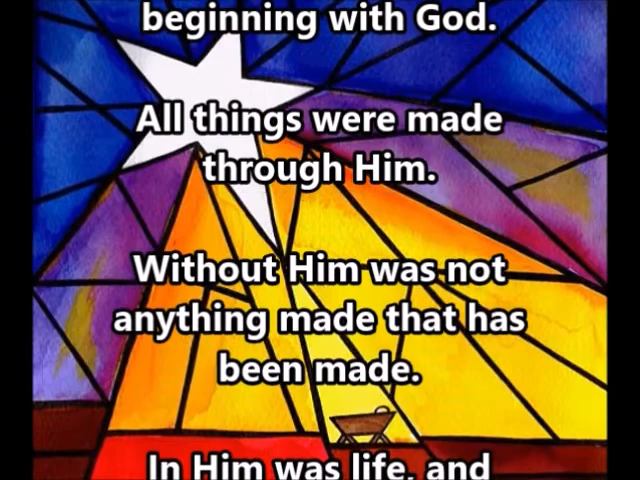 beginning with God.
All things were made
through Him.
Without Him was not
anything made that has
been made.
In Him was life, and